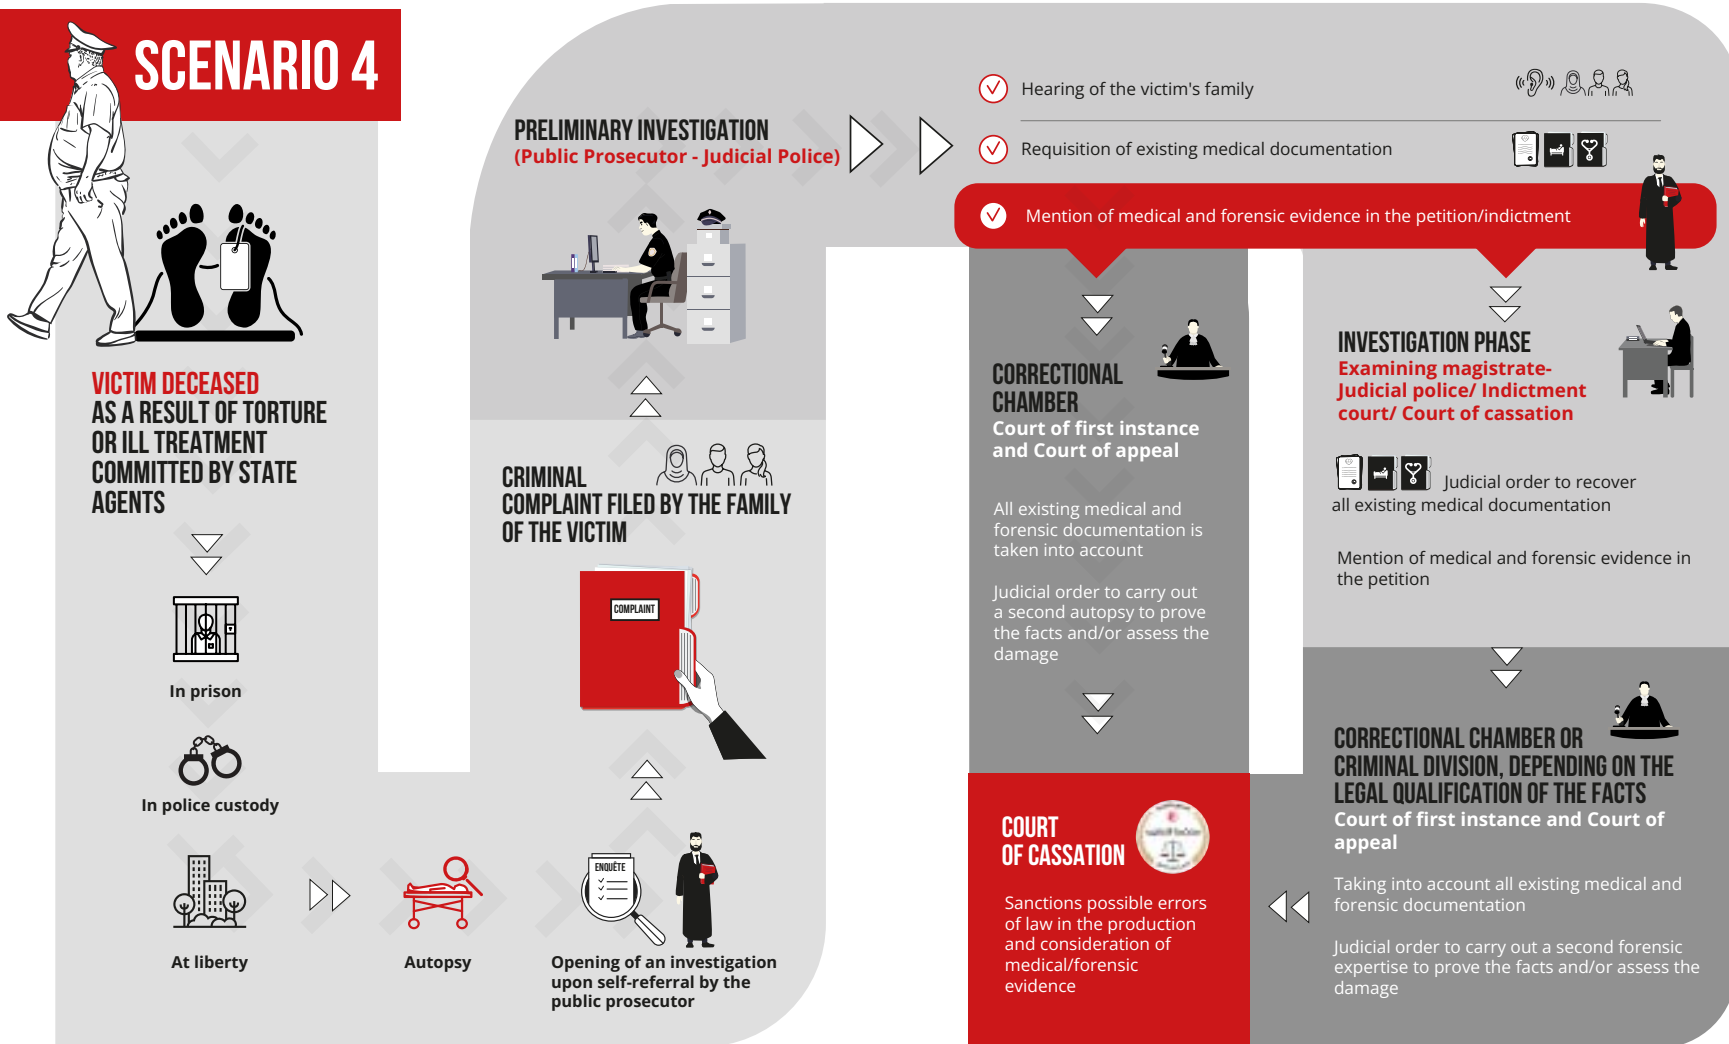 SCENARIO 4
VICTIM DECEASED
AS A RESULT OF TORTURE
OR ILL TREATMENT
COMMITTED BY STATE
AGENTS
In prison
In police custody
At liberty
Autopsy
ENQUÊTE
Opening of an investigation
upon self-referral by the
public prosecutor
CRIMINAL
COMPLAINT FILED BY THE FAMILY
OF THE VICTIM
COMPLAINT
PRELIMINARY INVESTIGATION
(Public Prosecutor - Judicial Police)
Hearing of the victim's family
Requisition of existing medical documentation
Mention of medical and forensic evidence in the petition/indictment
CORRECTIONAL
CHAMBER
Court of first instance
and Court of appeal
All existing medical and
forensic documentation is
taken into account
Judicial order to carry out
a second autopsy to prove
the facts and/or assess the
damage
INVESTIGATION PHASE
Examining magistrate-
Judicial police/ Indictment
court/ Court of cassation
Judicial order to recover
all existing medical documentation
Mention of medical and forensic evidence in
the petition
CORRECTIONAL CHAMBER OR
CRIMINAL DIVISION, DEPENDING ON THE
LEGAL QUALIFICATION OF THE FACTS
Court of first instance and Court of
appeal
Taking into account all existing medical and
forensic documentation
Judicial order to carry out a second forensic
expertise to prove the facts and/or assess the
damage
COURT
OF CASSATION
Sanctions possible errors
of law in the production
and consideration of
medical/forensic
evidence